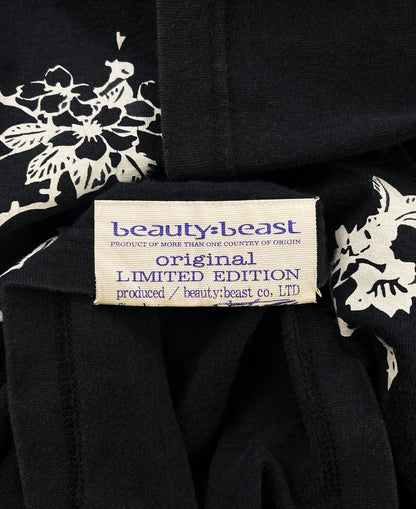 beauty:beast
PRODUCT OF MORE THAN ONE COUNTRY OF ORIGIN
original
LIMITED EDITION
produced / beauty:beast co, LTD